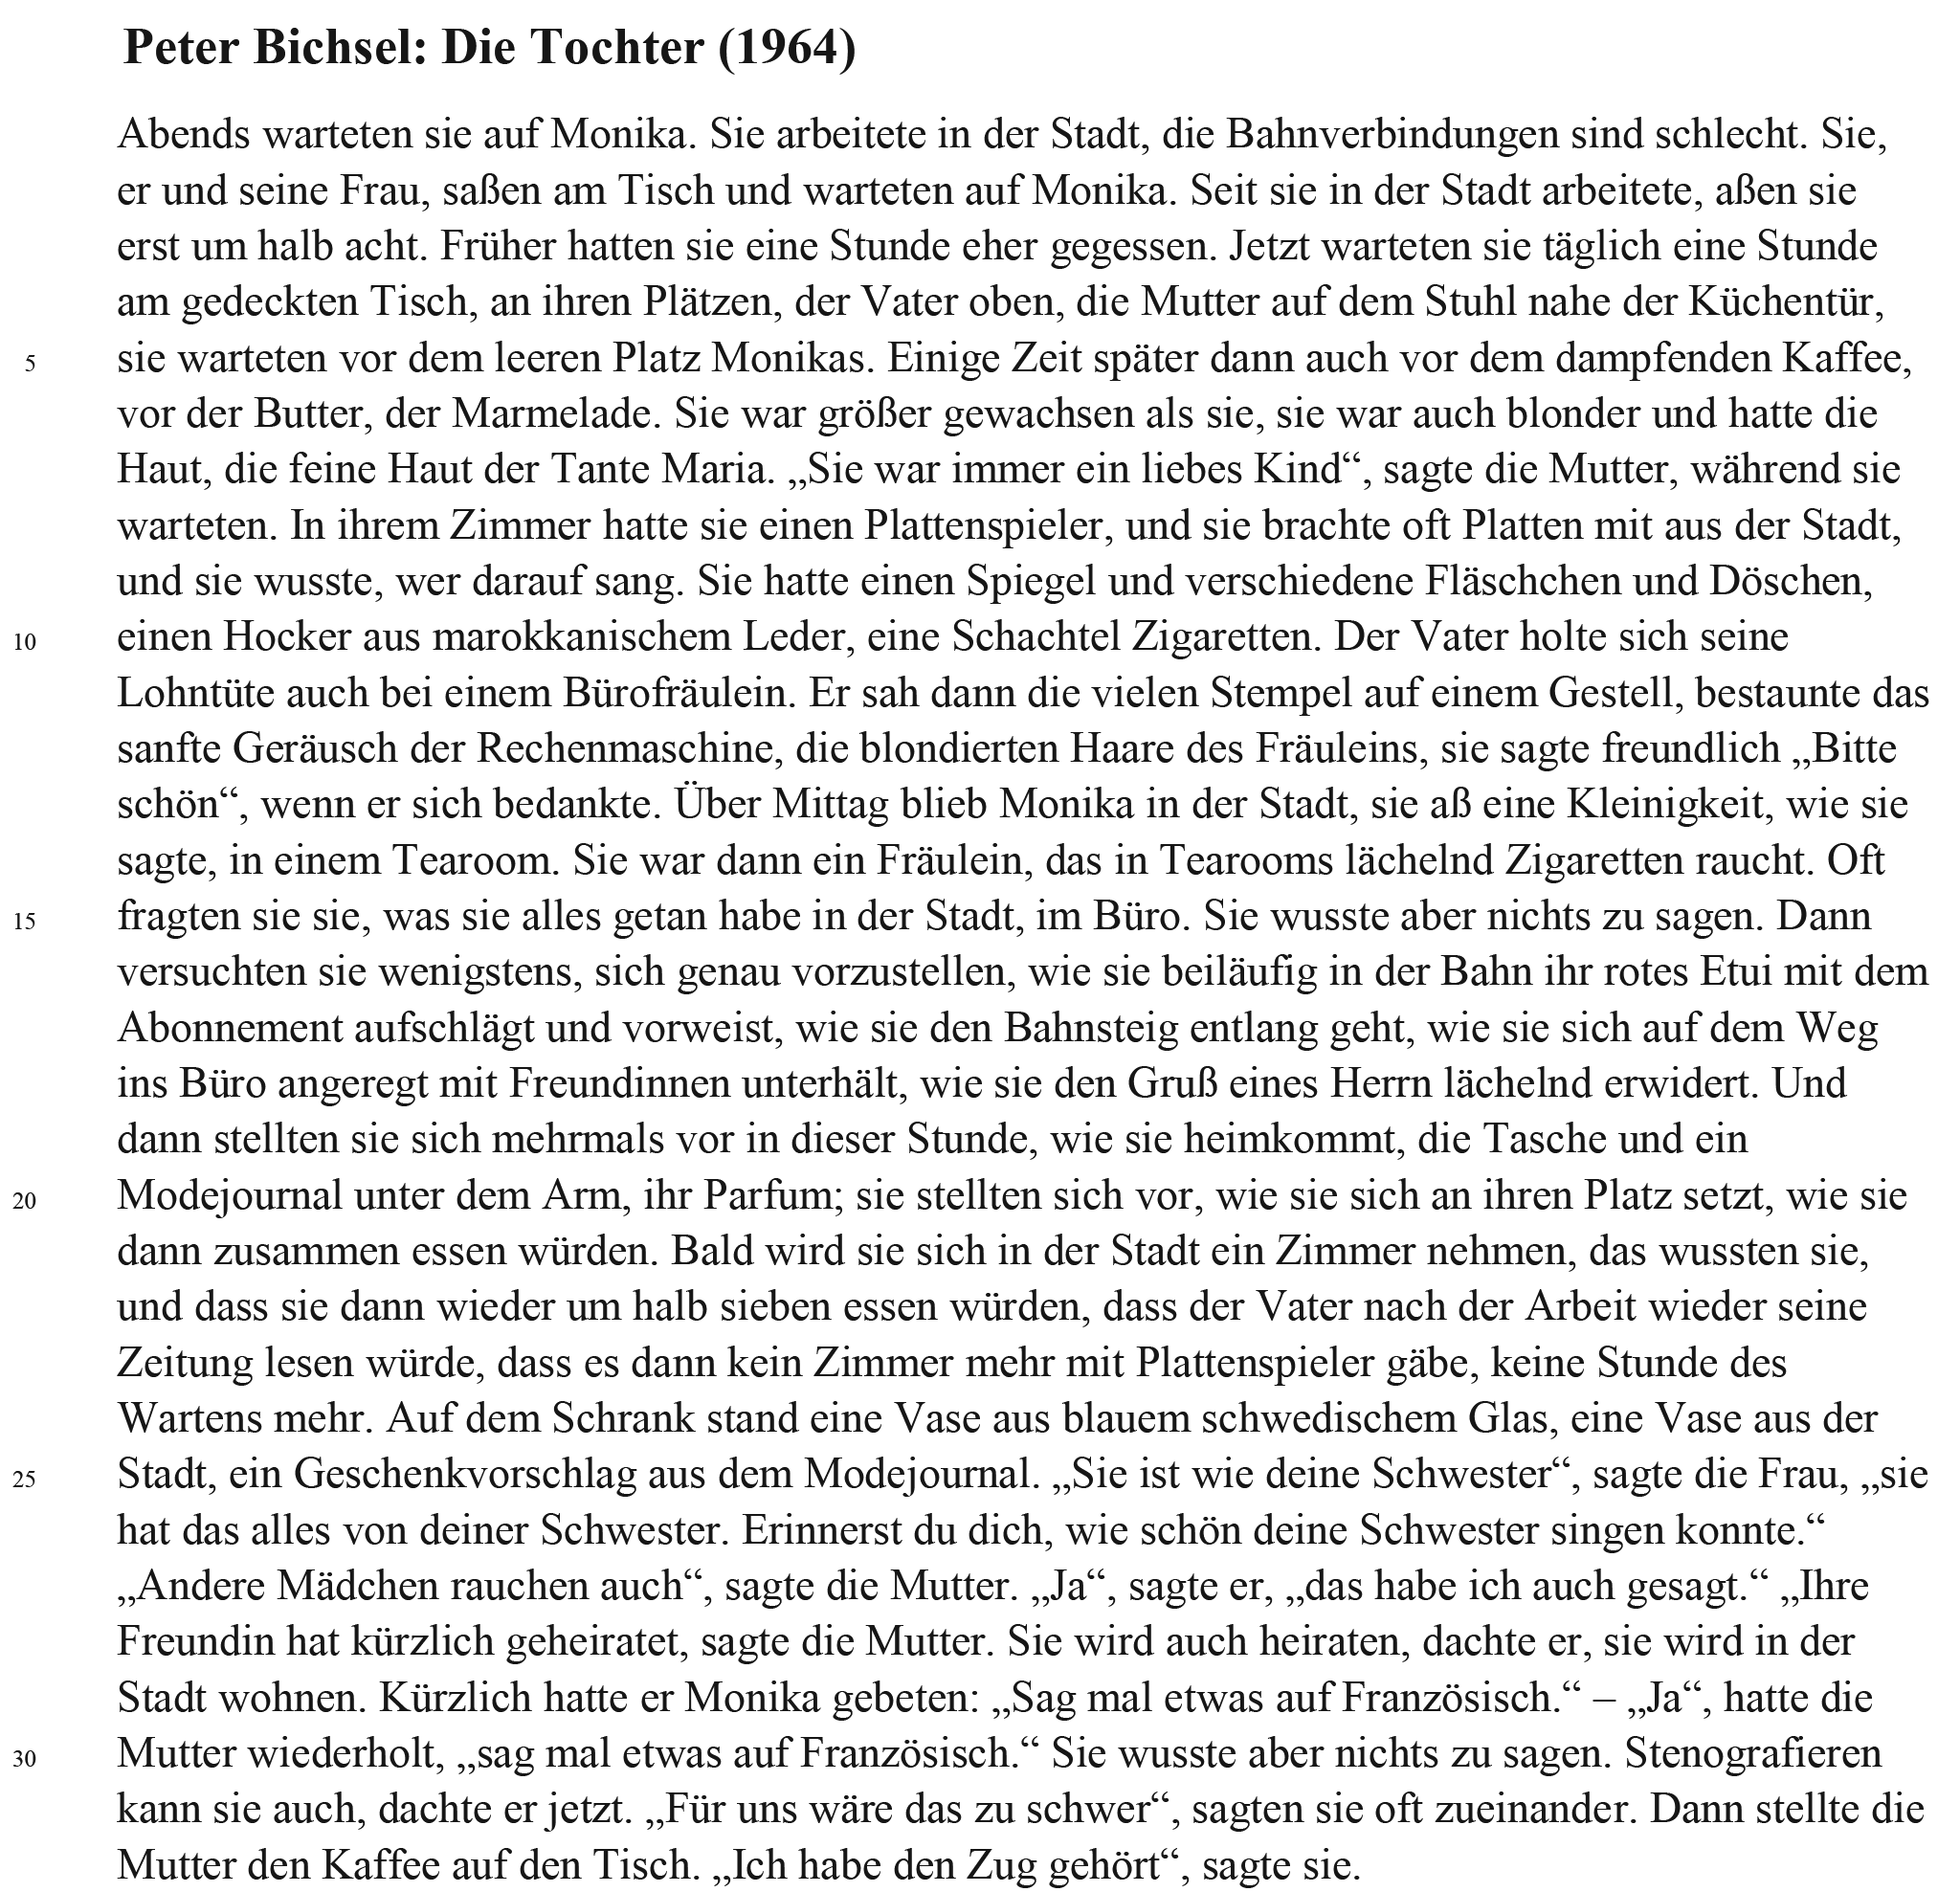 Peter Bichsel: Die Tochter (1964)
Abends warteten sie auf Monika. Sie arbeitete in der Stadt, die Bahnverbindungen sind schlecht. Sie,
er und seine Frau, saßen am Tisch und warteten auf Monika. Seit sie in der Stadt arbeitete, aßen sie
erst um halb acht. Früher hatten sie eine Stunde eher gegessen. Jetzt warteten sie täglich eine Stunde
am gedeckten Tisch, an ihren Plätzen, der Vater oben, die Mutter auf dem Stuhl nahe der Küchentür,
5 sie warteten vor dem leeren Platz Monikas. Einige Zeit später dann auch vor dem dampfenden Kaffee,
vor der Butter, der Marmelade. Sie war größer gewachsen als sie, sie war auch blonder und hatte die
Haut, die feine Haut der Tante Maria. „Sie war immer ein liebes Kind“, sagte die Mutter, während sie
warteten. In ihrem Zimmer hatte sie einen Plattenspieler, und sie brachte oft Platten mit aus der Stadt,
und sie wusste, wer darauf sang. Sie hatte einen Spiegel und verschiedene Fläschchen und Döschen,
10 einen Hocker aus marokkanischem Leder, eine Schachtel Zigaretten. Der Vater holte sich seine
Lohntüte auch bei einem Bürofräulein. Er sah dann die vielen Stempel auf einem Gestell, bestaunte das
sanfte Geräusch der Rechenmaschine, die blondierten Haare des Fräuleins, sie sagte freundlich „Bitte
schön“, wenn er sich bedankte. Über Mittag blieb Monika in der Stadt, sie aß eine Kleinigkeit, wie sie
sagte, in einem Tearoom. Sie war dann ein Fräulein, das in Tearooms lächelnd Zigaretten raucht. Oft
15 fragten sie sie, was sie alles getan habe in der Stadt, im Büro. Sie wusste aber nichts zu sagen. Dann
versuchten sie wenigstens, sich genau vorzustellen, wie sie beiläufig in der Bahn ihr rotes Etui mit dem
Abonnement aufschlägt und vorweist, wie sie den Bahnsteig entlang geht, wie sie sich auf dem Weg
ins Büro angeregt mit Freundinnen unterhält, wie sie den Gruß eines Herrn lächelnd erwidert. Und
dann stellten sie sich mehrmals vor in dieser Stunde, wie sie heimkommt, die Tasche und ein
20 Modejournal unter dem Arm, ihr Parfum; sie stellten sich vor, wie sie sich an ihren Platz setzt, wie sie
dann zusammen essen würden. Bald wird sie sich in der Stadt ein Zimmer nehmen, das wussten sie,
und dass sie dann wieder um halb sieben essen würden, dass der Vater nach der Arbeit wieder seine
Zeitung lesen würde, dass es dann kein Zimmer mehr mit Plattenspieler gäbe, keine Stunde des
Wartens mehr. Auf dem Schrank stand eine Vase aus blauem schwedischem Glas, eine Vase aus der
25 Stadt, ein Geschenkvorschlag aus dem Modejournal. „Sie ist wie deine Schwester“, sagte die Frau, „sie
hat das alles von deiner Schwester. Erinnerst du dich, wie schön deine Schwester singen konnte.“
„Andere Mädchen rauchen auch“, sagte die Mutter. „Ja“, sagte er, „das habe ich auch gesagt.“ „Ihre
Freundin hat kürzlich geheiratet, sagte die Mutter. Sie wird auch heiraten, dachte er, sie wird in der
Stadt wohnen. Kürzlich hatte er Monika gebeten: „Sag mal etwas auf Französisch.“ – „Ja“, hatte die
30 Mutter wiederholt, „sag mal etwas auf Französisch.“ Sie wusste aber nichts zu sagen. Stenografieren
kann sie auch, dachte er jetzt. „Für uns wäre das zu schwer“, sagten sie oft zueinander. Dann stellte die
Mutter den Kaffee auf den Tisch. „Ich habe den Zug gehört“, sagte sie.